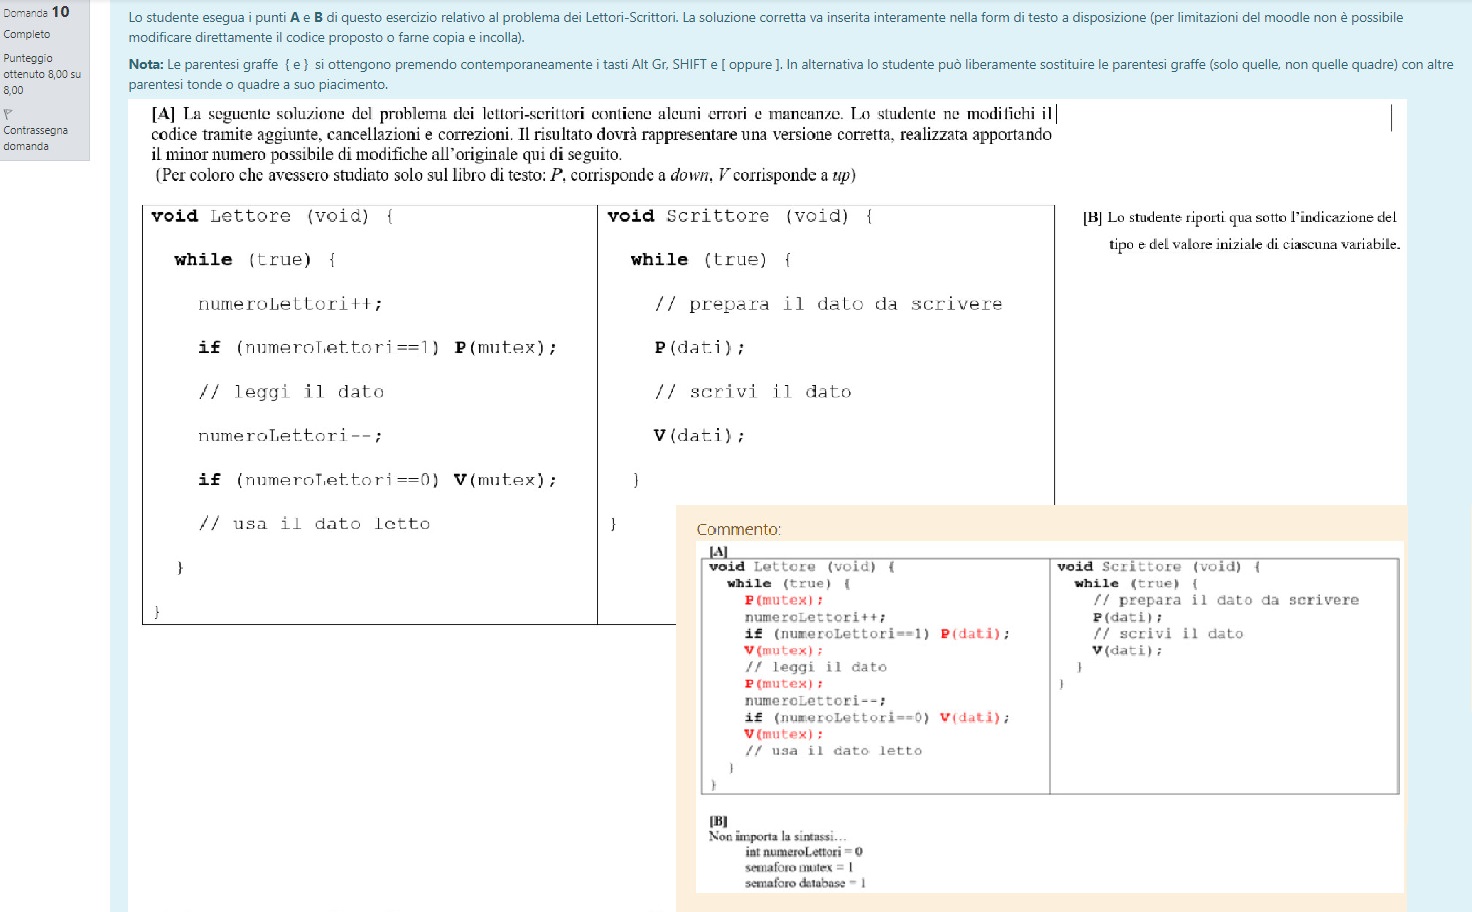 Domanda 10
Completo
Punteggio
ottenuto 8,00 su
8,00
Contrassegna
domanda
Lo studente esegua i punti A e B di questo esercizio relativo al problema dei Lettori-Scrittori. La soluzione corretta va inserita interamente nella form di testo a disposizione (per limitazioni del moodle non è possibile
modificare direttamente il codice proposto o farne copia e incolla).
Nota: Le parentesi graffe { e } si ottengono premendo contemporaneamente i tasti Alt Gr, SHIFT e [ oppure ]. In alternativa lo studente può liberamente sostituire le parentesi graffe (solo quelle, non quelle quadre) con altre
parentesi tonde o quadre a suo piacimento.
[A] La seguente soluzione del problema dei lettori-scrittori contiene alcuni errori e mancanze. Lo studente ne modifichi il
codice tramite aggiunte, cancellazioni e correzioni. Il risultato dovrà rappresentare una versione corretta, realizzata apportando
il minor numero possibile di modifiche all'originale qui di seguito.
(Per coloro che avessero studiato solo sul libro di testo: P, corrisponde a down, V corrisponde a up)
void Lettore (void) {
while (true) {
numeroLettori++;
if (numeroLettori==1) P(mutex);
// leggi il dato
numeroLettori--;
if (numeroLettori==0) V(mutex);
// usa il dato letto
}
}
void Scrittore (void) {
while (true) {
// prepara il dato da scrivere
P(dati);
// scrivi il dato
V(dati);
}
}
[B] Lo studente riporti qua sotto l'indicazione del
tipo e del valore iniziale di ciascuna variabile.
Commento:
[A]
void Lettore (void) {
while (true) {
P(mutex);
numeroLettori++;
if (numeroLettori==1) P(dati);
V(mutex);
// leggi il dato
P(mutex);
numeroLettori--;
if (numeroLettori==0) V(dati);
V(mutex);
// usa il dato letto
}
}
void Scrittore (void) {
while (true) {
// prepara il dato da scrivere
P(dati);
// scrivi il dato
V(dati);
}
}
[B]
Non importa la sintassi...
int numeroLettori = 0
semaforo mutex = 1
semaforo database = 1